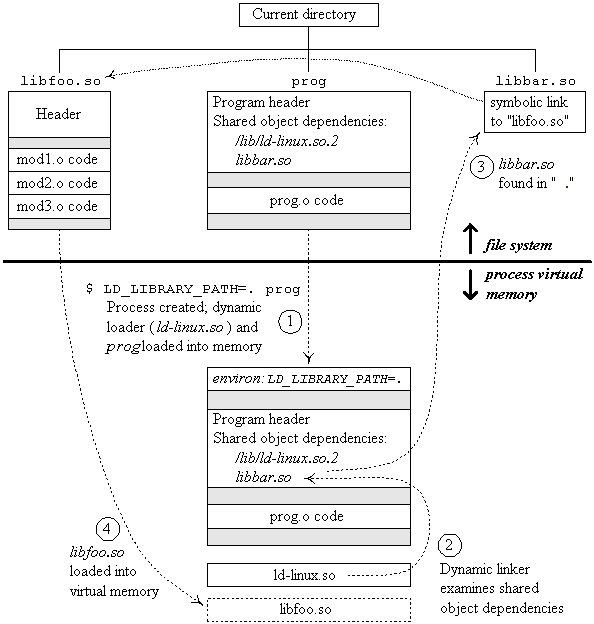 Current directory
libfoo.so
prog
libbar.so
Header
mod1.o code
mod2.o code
mod3.o code
Program header
Shared object dependencies:
/lib/ld-linux.so.2
libbar.so
prog.o code
symbolic link
to "libfoo.so"
3 libbar.so
found in " ."
file system
process virtual
memory
$ LD_LIBRARY_PATH=. prog
Process created; dynamic
loader (ld-linux.so) and
prog loaded into memory
1
environ: LD_LIBRARY_PATH=.
Program header
Shared object dependencies:
/lib/ld-linux.so.2
libbar.so
prog.o code
4
libfoo.so
loaded into
virtual memory
2
Dynamic linker
examines shared
object dependencies
ld-linux.so
libfoo.so